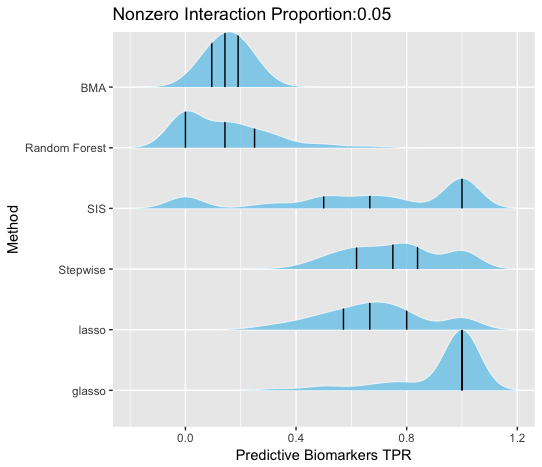 Nonzero Interaction Proportion:0.05
Method
BMA
Random Forest
SIS
Stepwise
lasso
glasso
0.0 0.4 0.8 1.2
Predictive Biomarkers TPR